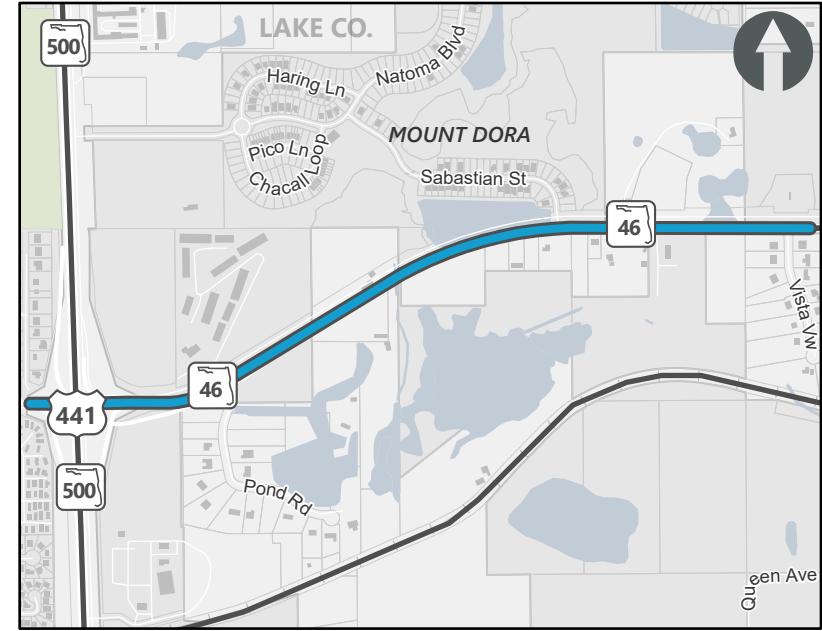 500
LAKE CO.
Natoma Blvd
Haring Ln
MOUNT DORA
Pico Ln
Chacall Loop
Sabastian St
46
Vista Vw
46
441
500
Pond Rd
Queen Ave